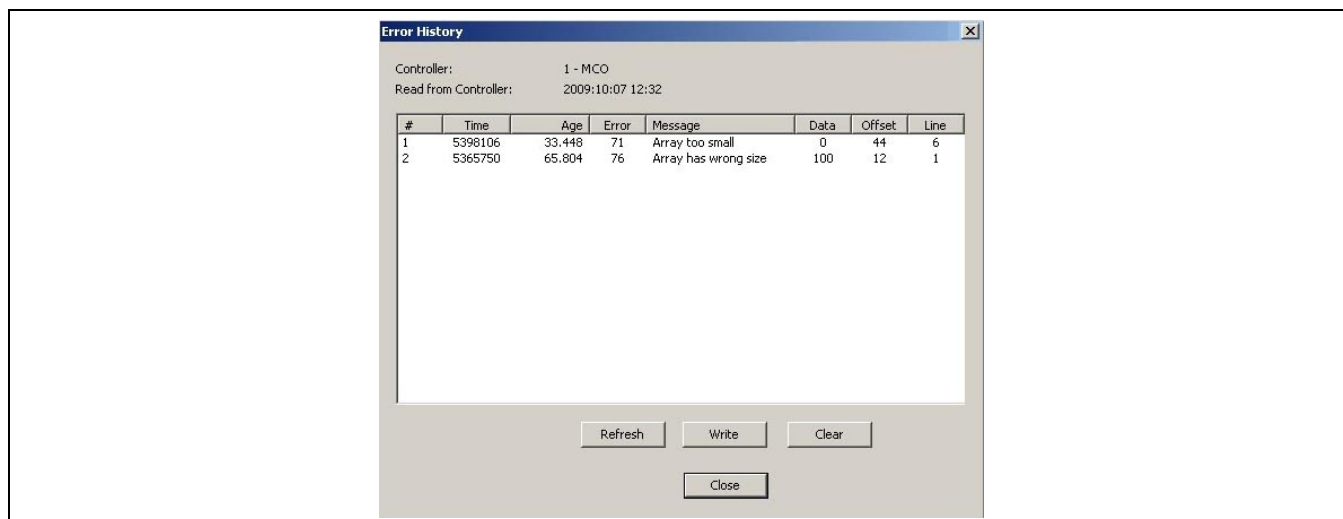 Error History
Controller: 1 - MCO
Read from Controller: 2009:10:07 12:32
# Time Age Error Message Data Offset Line
1 5398106 33.448 71 Array too small 0 44 6
2 5365750 65.804 76 Array has wrong size 100 12 1
Refresh Write Clear
Close